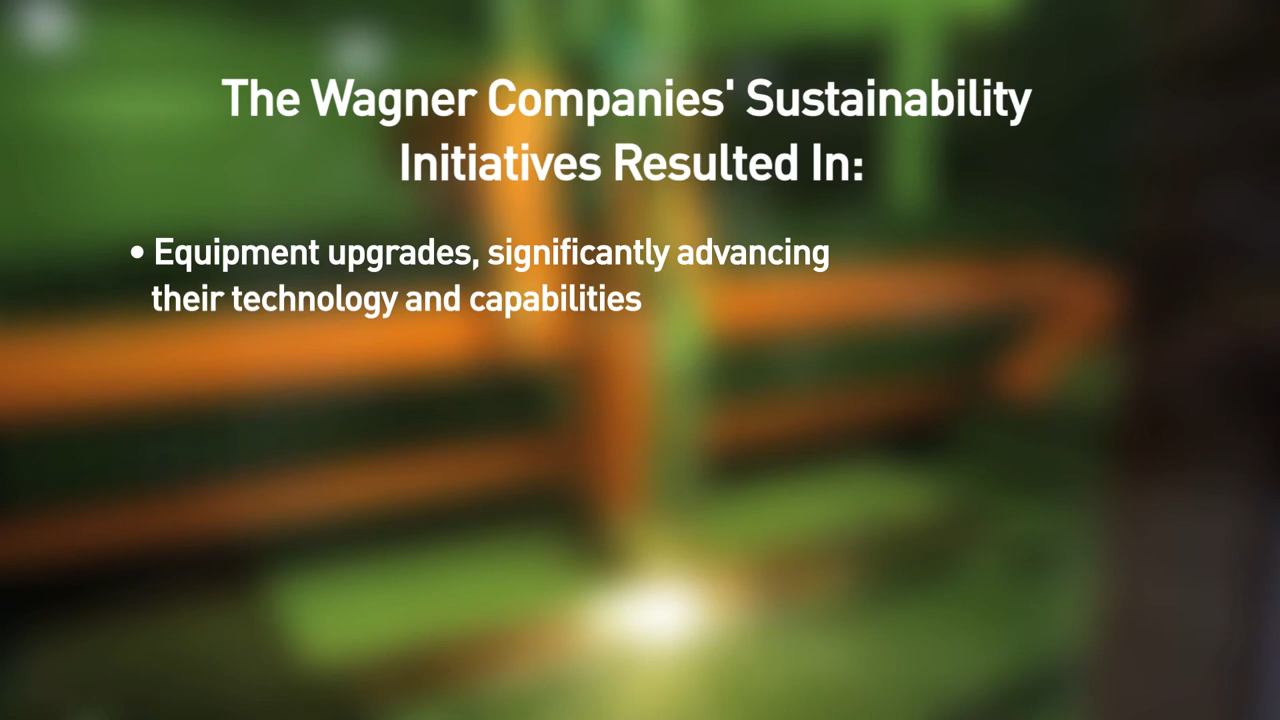 The Wagner Companies' Sustainability
Initiatives Resulted In:
• Equipment upgrades, significantly advancing
their technology and capabilities